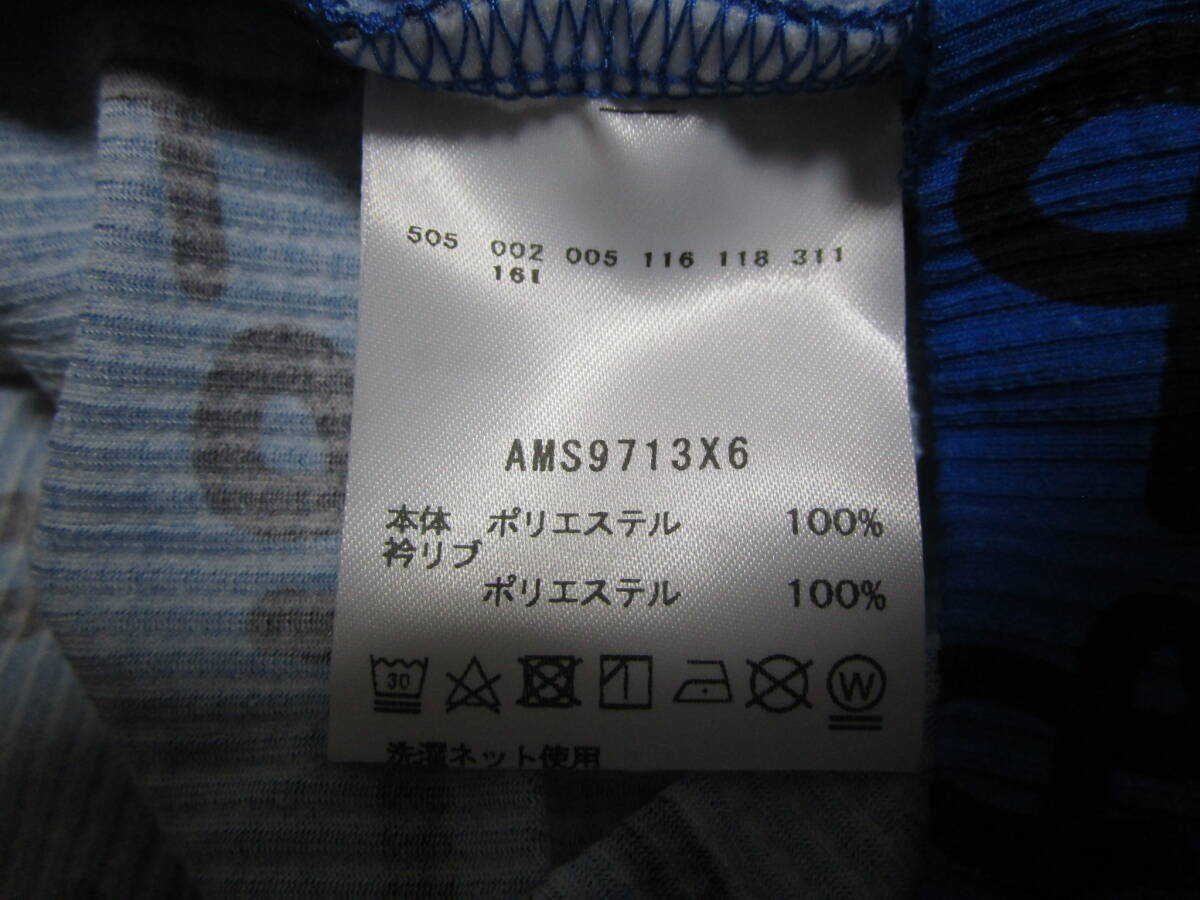 505 002 005 116 118 311
161
AMS9713X6
本体 ポリエステル 100%
衿リブ
ポリエステル 100%
30
W
洗濯ネット使用